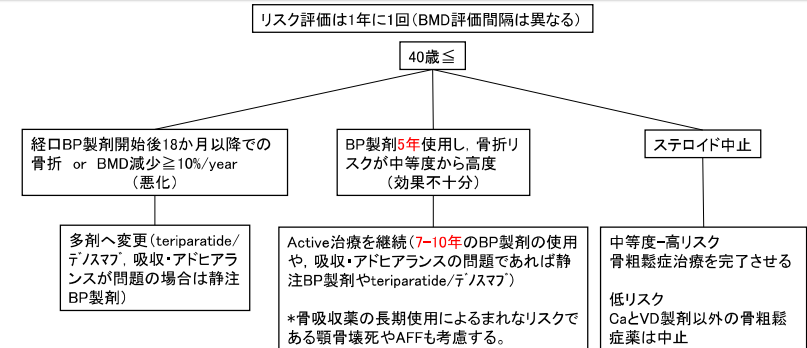 リスク評価は1年に1回(BMD評価間隔は異なる)
40歳≦
経口BP製剤開始後18か月以降での
骨折 or BMD減少≧10%/year
(悪化)
BP製剤5年使用し,骨折リ
スクが中等度から高度
(効果不十分)
ステロイド中止
多剤へ変更(teriparatide/
デノスマブ,吸収・アドヒアラ
ンスが問題の場合は静注
BP製剤)
Active治療を継続(7-10年のBP製剤の使用
や,吸収・アドヒアランスの問題であれば静
注BP製剤やteriparatide/デノスマブ)
*骨吸収薬の長期使用によるまれなリスクで
ある顎骨壊死やAFFも考慮する。
中等度-高リスク
骨粗鬆症治療を完了させる
低リスク
CaとVD製剤以外の骨粗鬆
症薬は中止